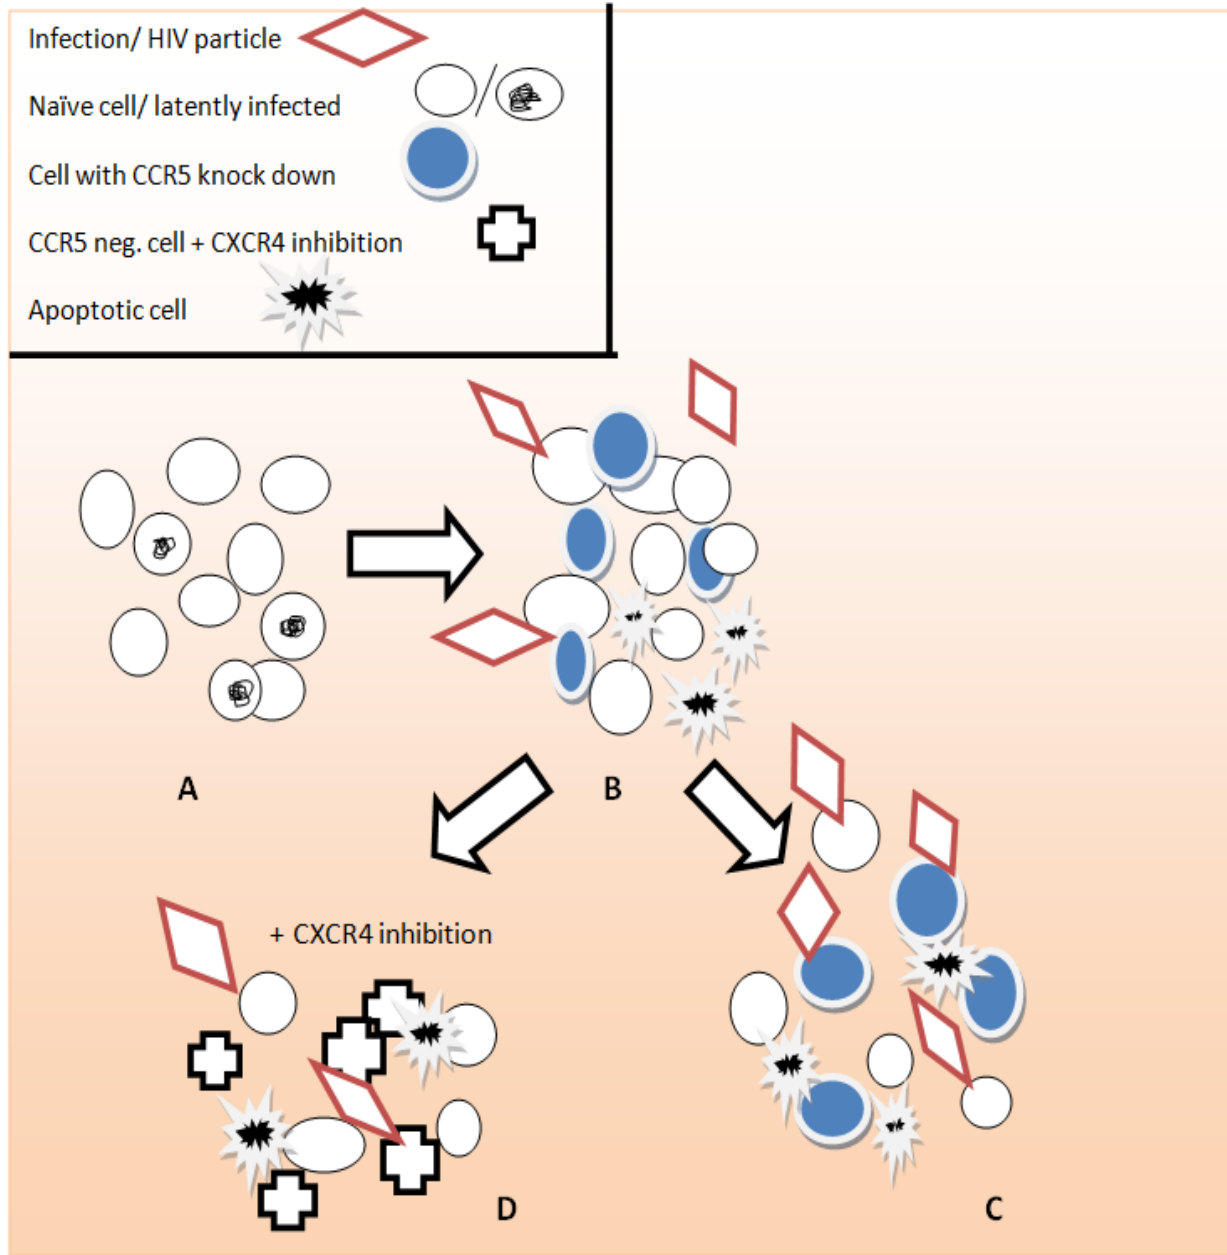 Infection/ HIV particle
Naïve cell/ latently infected
Cell with CCR5 knock down
CCR5 neg. cell + CXCR4 inhibition
Apoptotic cell
A
B
+ CXCR4 inhibition
D
C